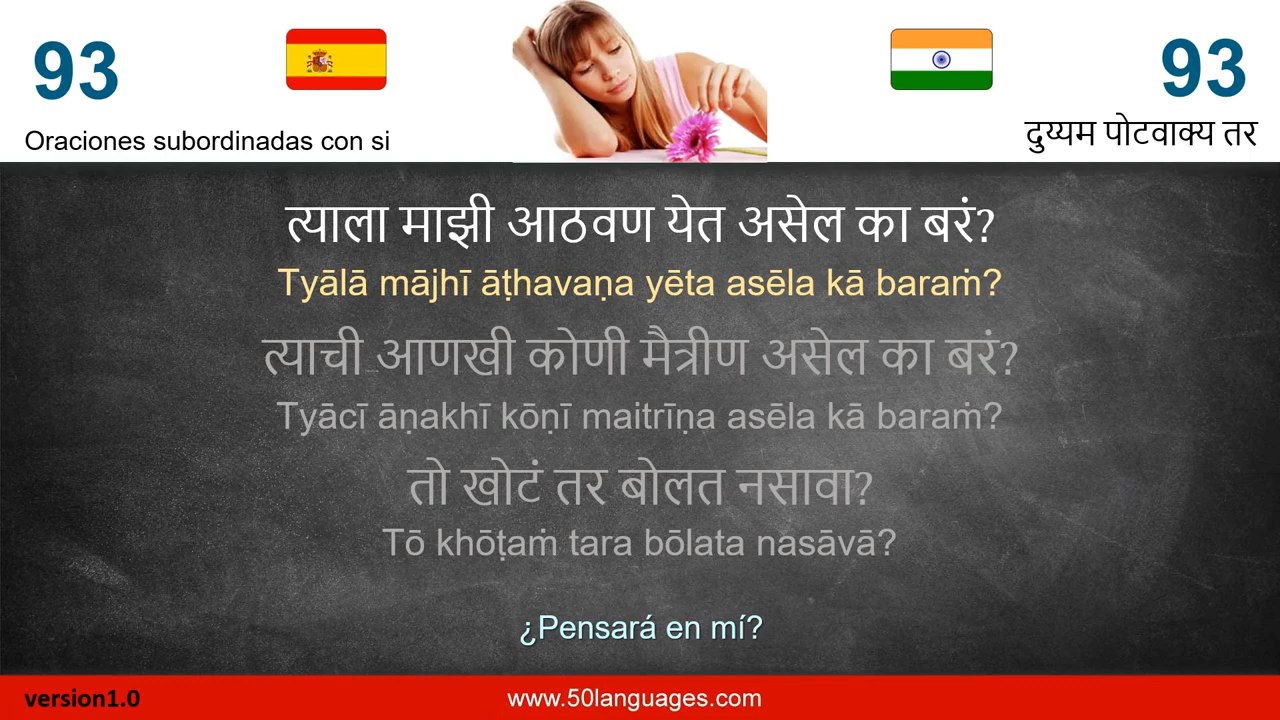 93
93
Oraciones subordinadas con si
दुय्यम पोटवाक्य तर
त्याला माझी आठवण येत असेल का बरं?
Tyālā mājhī āṭhavaṇa yēta asēla kā baraṁ?
त्याची आणखी कोणी मैत्रीण असेल का बरं?
Tyācī āṇakhī kōṇī maitrīṇa asēla kā baraṁ?
तो खोटं तर बोलत नसावा?
Tō khōṭaṁ tara bōlata nasāvā?
¿Pensará en mí?
version1.0
www.50languages.com